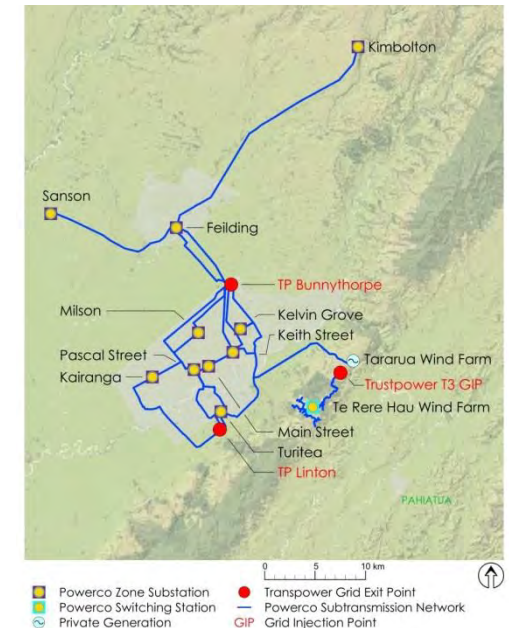 Kimbolton
Sanson
Feilding
TP Bunnythorpe
Milson
Kelvin Grove
Keith Street
Pascal Street
Tararua Wind Farm
Kairanga
Trustpower T3 GIP
Te Rere Hau Wind Farm
Main Street
Turitea
TP Linton
PAHIATUA
0 5 10 km
Powerco Zone Substation
Transpower Grid Exit Point
Powerco Switching Station
Powerco Subtransmission Network
Private Generation
GIP Grid Injection Point